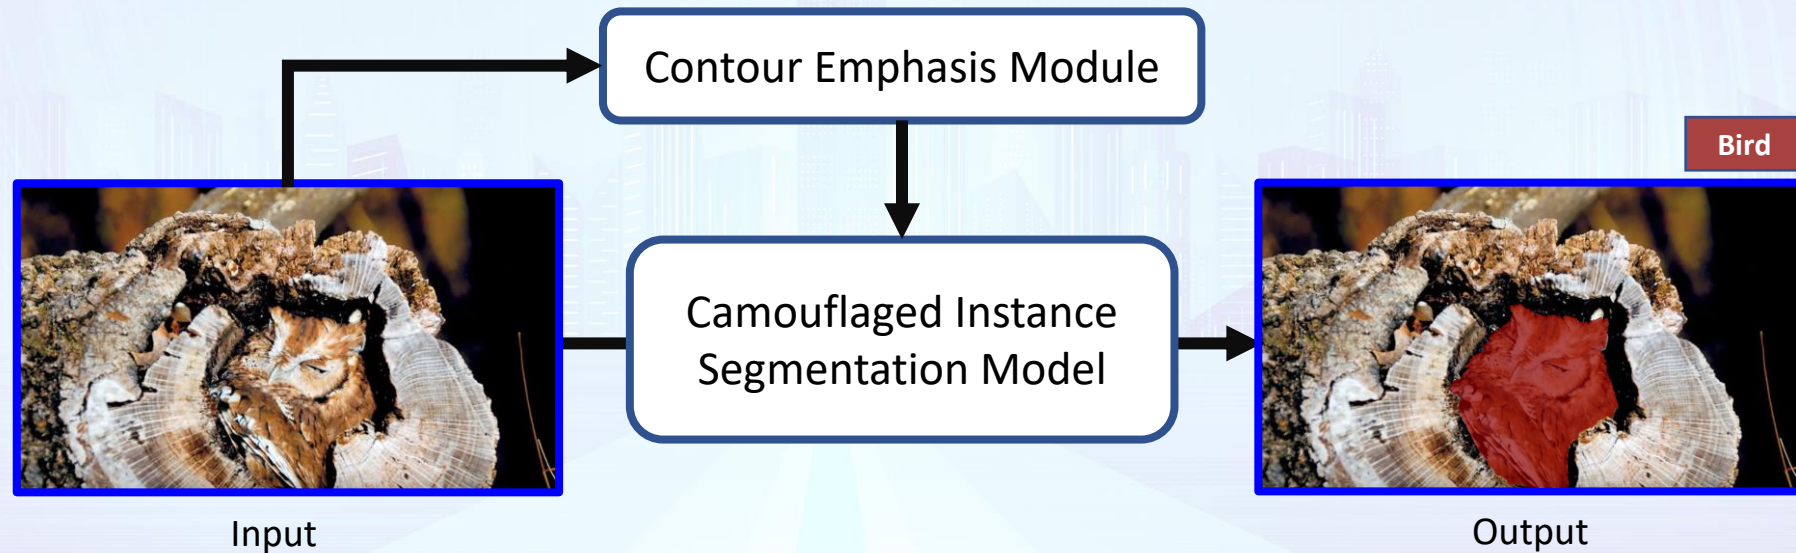 Contour Emphasis Module
Bird
Camouflaged Instance
Segmentation Model
Input
Output